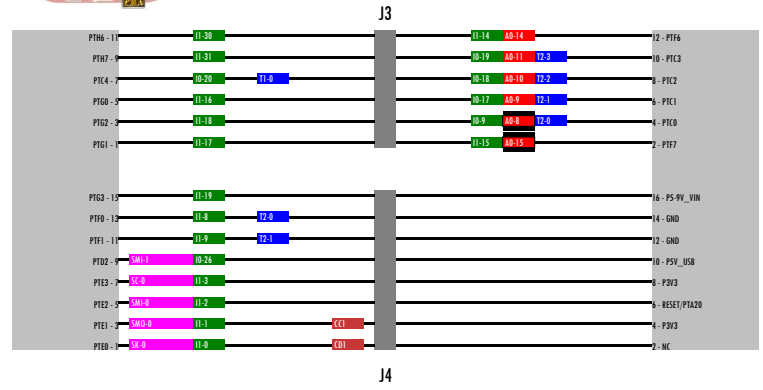 J3
PTH6 - 11 I1-30 I1-14 A0-14 12 - PTF6
PTH7 - 9 I1-31 I0-19 A0-11 T2-3 10 - PTC3
PTC4 - 7 I0-20 T1-0 I0-18 A0-10 T2-2 8 - PTC2
PTG0 - 5 I1-16 I0-17 A0-9 T2-1 6 - PTC1
PTG2 - 3 I1-18 I0-9 A0-8 T2-0 4 - PTC0
PTG1 - 1 I1-17 I1-15 A0-15 2 - PTF7
PTG3 - 15 I1-19 16 - P5-9V_VIN
PTF0 - 13 I1-8 T2-0 14 - GND
PTF1 - 11 I1-9 T2-1 12 - GND
PTD2 - 9 SMI-1 I0-26 10 - P5V_USB
PTE3 - 7 SC-0 I1-3 8 - P3V3
PTE2 - 5 SMI-0 I1-2 6 - RESET/PTA20
PTE1 - 3 SMO-0 I1-1 CC1 4 - P3V3
PTE0 - 1 SK-0 I1-0 CD1 2 - NC
J4